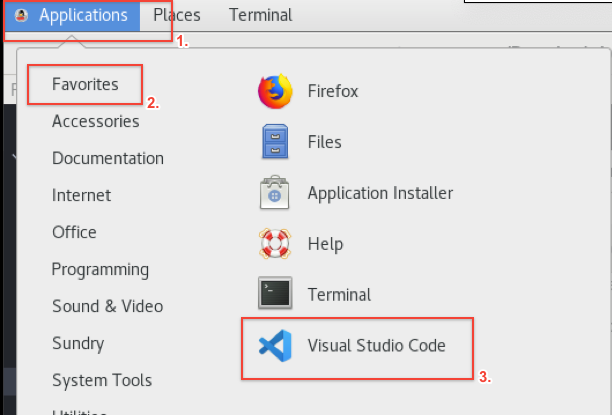 Applications Places Terminal
1.
Favorites
2.
Accessories
Documentation
Internet
Office
Programming
Sound & Video
Sundry
System Tools
Utilities
Firefox
Files
Application Installer
Help
Terminal
Visual Studio Code
3.